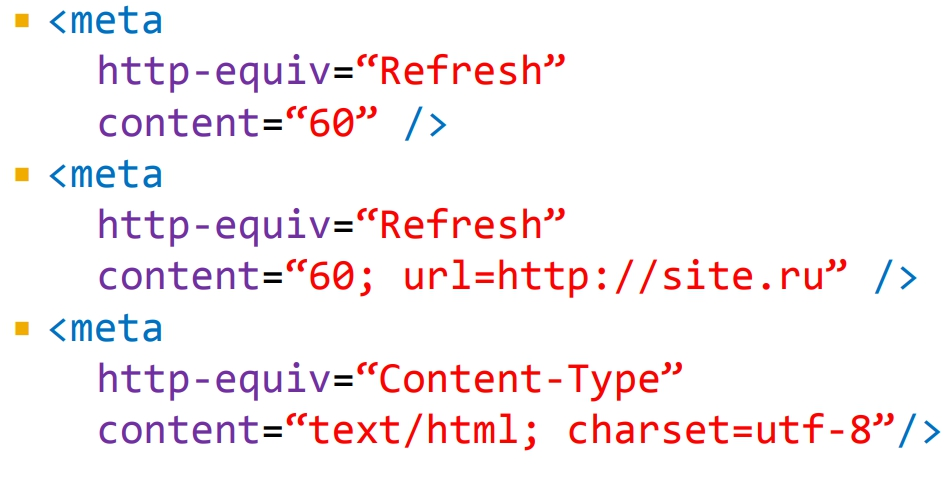 ▪ <meta
http-equiv=“Refresh”
content=“60” />
▪ <meta
http-equiv=“Refresh”
content=“60; url=http://site.ru” />
▪ <meta
http-equiv=“Content-Type”
content=“text/html; charset=utf-8”/>